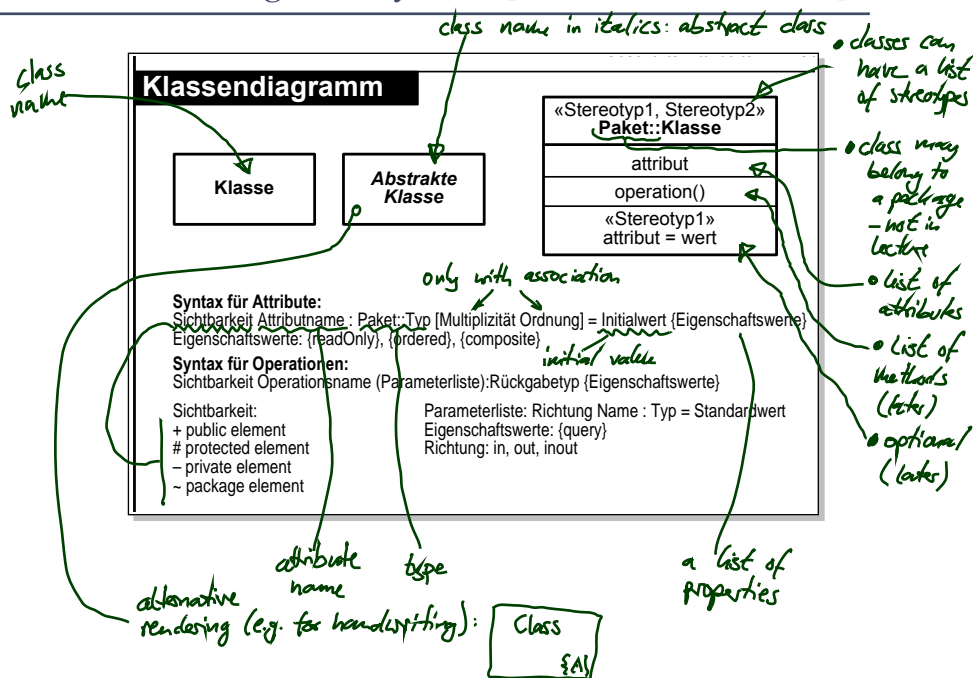 class name in italics: abstract class
• classes can
have a list
of stereotypes
class
name
Klassendiagramm
«Stereotyp1, Stereotyp2»
Paket::Klasse
attribut
operation()
«Stereotyp1»
attribut = wert
Klasse
Abstrakte
Klasse
• class may
belong to
a package
– not in
lecture
• list of
attributes
• list of
methods
(later)
• optional
(later)
only with association
Syntax für Attribute:
Sichtbarkeit Attributname : Paket::Typ [Multiplizität Ordnung] = Initialwert {Eigenschaftswerte}
Eigenschaftswerte: {readOnly}, {ordered}, {composite}
initial value
Syntax für Operationen:
Sichtbarkeit Operationsname (Parameterliste):Rückgabetyp {Eigenschaftswerte}
Sichtbarkeit:
+ public element
# protected element
– private element
~ package element
Parameterliste: Richtung Name : Typ = Standardwert
Eigenschaftswerte: {query}
Richtung: in, out, inout
attribute
name
type
a list of
properties
alternative
rendering (e.g. for handwriting):
Class
{A}